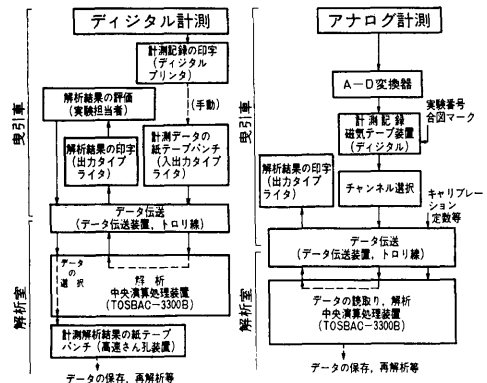 ディジタル計測
計測記録の印字
(ディジタル
プリンタ)
(手動)
解析結果の評価
(実験担当者)
解析結果の印字
(出力タイプ
ライタ)
計測データの
紙テープパンチ
(入出力タイプ
ライタ)
曳引車
データ伝送
(データ伝送装置,トロリ線)
データ
の
選択
解析
中央演算処理装置
(TOSBAC-3300B)
解析室
計測解析結果の紙テープ
パンチ(高速さん孔装置)
データの保存,再解析等
アナログ計測
A-D変換器
計測記録
磁気テープ装置
(ディジタル)
実験番号
合図マーク
解析結果の印字
(出力タイプ
ライタ)
チャンネル選択
キャリブレー
ション
定数等
曳引車
データ伝送
(データ伝送装置,トロリ線)
データの読取り,解析
中央演算処理装置
(TOSBAC-3300B)
解析室
データの保存,再解析等